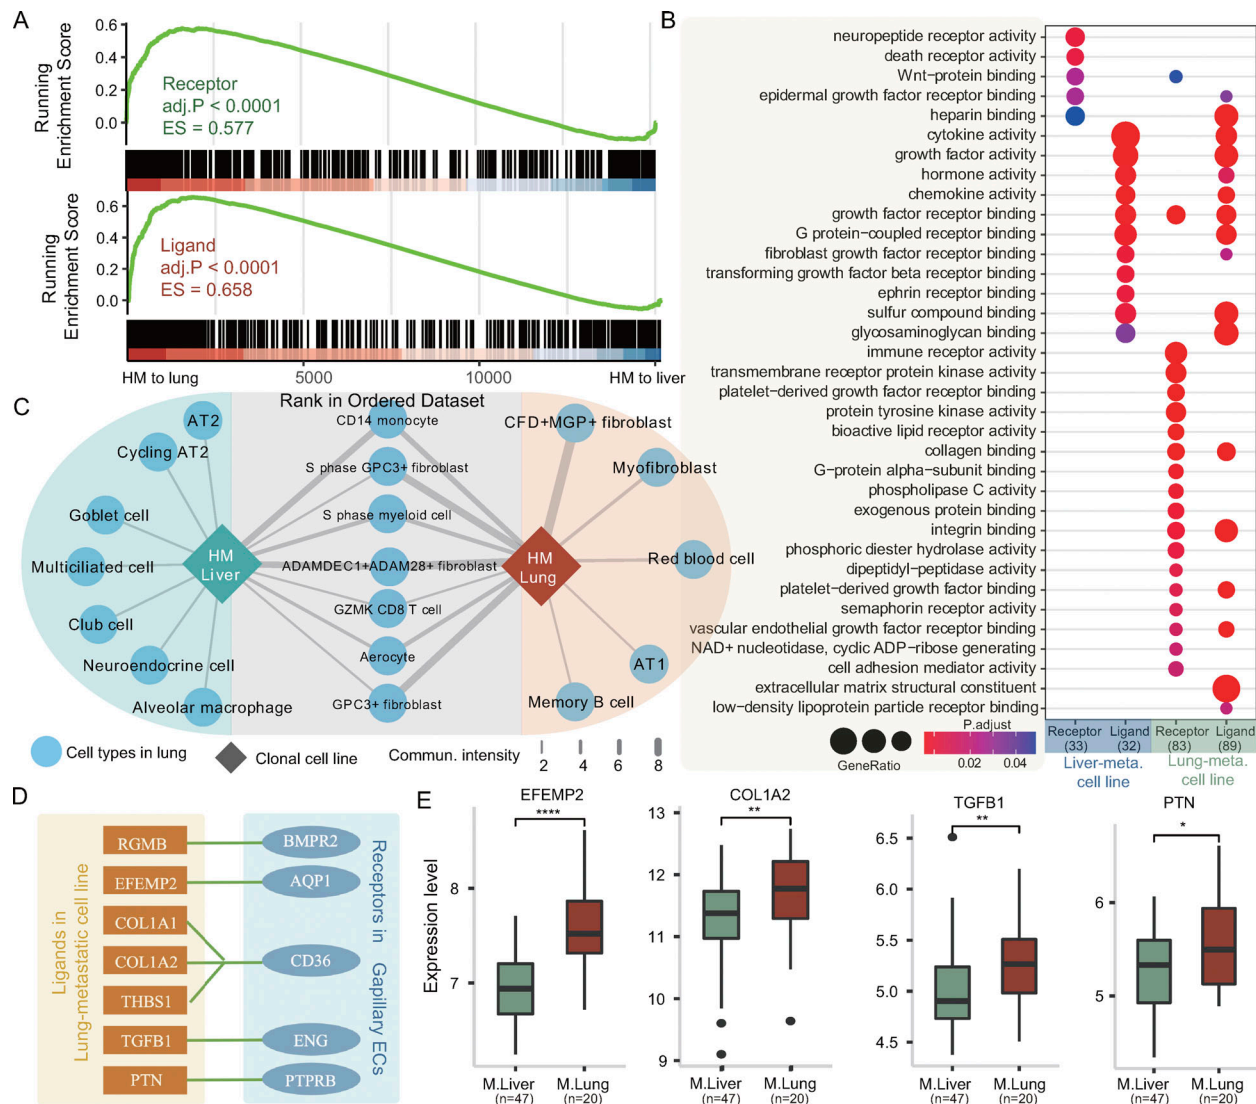 A
Running
Enrichment Score
0.6
0.4
0.2
0.0
Receptor
adj.P < 0.0001
ES = 0.577
Running
Enrichment Score
0.6
0.4
0.2
0.0
Ligand
adj.P < 0.0001
ES = 0.658
HM to lung
5000
10000
HM to liver
Rank in Ordered Dataset
B
neuropeptide receptor activity
death receptor activity
Wnt-protein binding
epidermal growth factor receptor binding
heparin binding
cytokine activity
growth factor activity
hormone activity
chemokine activity
growth factor receptor binding
G protein-coupled receptor binding
fibroblast growth factor receptor binding
transforming growth factor beta receptor binding
ephrin receptor binding
sulfur compound binding
glycosaminoglycan binding
immune receptor activity
transmembrane receptor protein kinase activity
platelet-derived growth factor receptor binding
protein tyrosine kinase activity
bioactive lipid receptor activity
collagen binding
G-protein alpha-subunit binding
phospholipase C activity
exogenous protein binding
integrin binding
phosphoric diester hydrolase activity
dipeptidyl-peptidase activity
platelet-derived growth factor binding
semaphorin receptor activity
vascular endothelial growth factor receptor binding
NAD+ nucleotidase, cyclic ADP-ribose generating
cell adhesion mediator activity
extracellular matrix structural constituent
low-density lipoprotein particle receptor binding
GeneRatio
P.adjust
0.02 0.04
Receptor
(33)
Ligand
(32)
Receptor
(83)
Ligand
(89)
Liver-meta.
cell line
Lung-meta.
cell line
C
AT2
Cycling AT2
Goblet cell
Multiciliated cell
Club cell
Neuroendocrine cell
Alveolar macrophage
HM
Liver
CD14 monocyte
S phase GPC3+ fibroblast
S phase myeloid cell
ADAMDEC1+ADAM28+ fibroblast
GZMK CD8 T cell
Aerocyte
GPC3+ fibroblast
HM
Lung
CFD+MGP+ fibroblast
Myofibroblast
Red blood cell
AT1
Memory B cell
Cell types in lung
Clonal cell line
Commun. intensity
2 4 6 8
D
Ligands in
Lung-metastatic cell line
RGMB
EFEMP2
COL1A1
COL1A2
THBS1
TGFB1
PTN
BMPR2
AQP1
CD36
ENG
PTPRB
Receptors in Gapillary ECs
E
Expression level
EFEMP2
****
8
7
M.Liver
(n=47)
M.Lung
(n=20)
COL1A2
**
13
12
11
10
9
M.Liver
(n=47)
M.Lung
(n=20)
TGFB1
**
6.5
6.0
5.5
5.0
4.5
M.Liver
(n=47)
M.Lung
(n=20)
PTN
*
6
5
M.Liver
(n=47)
M.Lung
(n=20)